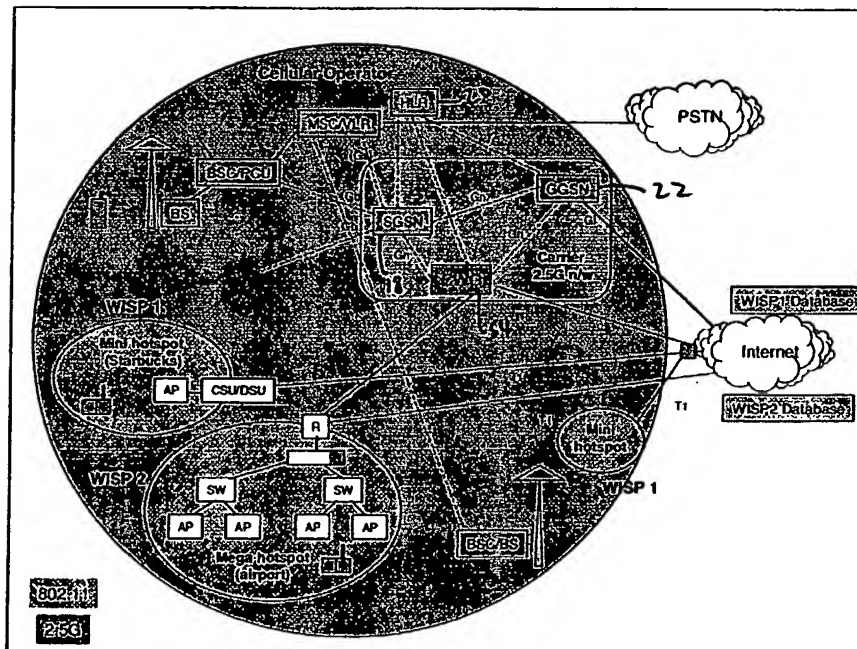 Cellular Operator
HLR
MSC/VLR
PSTN
BSC/PCU
BS
GGSN
22
SGSN
Carrier
2.5G n/w
WISP 1
Mini hotspot
(Starbucks)
AP
CSU/DSU
WISP1 Database
Internet
T1
WISP2 Database
R
Mini
hotspot
WISP 1
WISP 2
SW
SW
AP
AP
AP
AP
Mega hotspot
(airport)
BSC/BS
802.11
2.5G